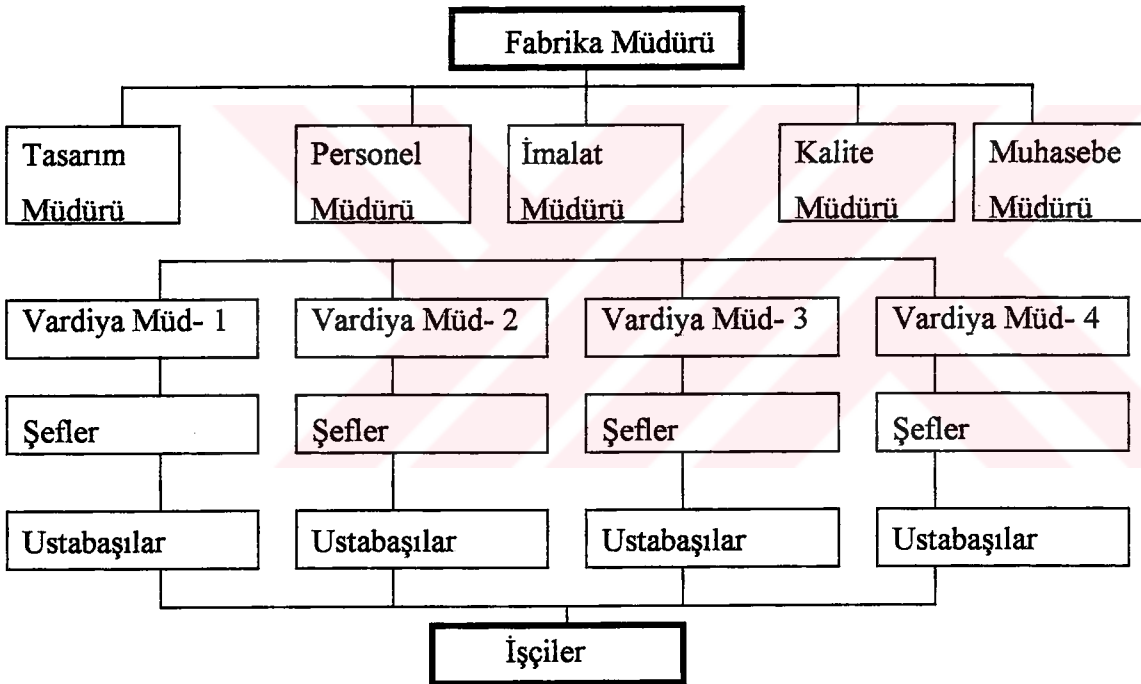 Fabrika Müdürü
Tasarım
Müdürü
Personel
Müdürü
İmalat
Müdürü
Kalite
Müdürü
Muhasebe
Müdürü
Vardiya Müd- 1
Vardiya Müd- 2
Vardiya Müd- 3
Vardiya Müd- 4
Şefler
Şefler
Şefler
Şefler
Ustabaşılar
Ustabaşılar
Ustabaşılar
Ustabaşılar
İşçiler